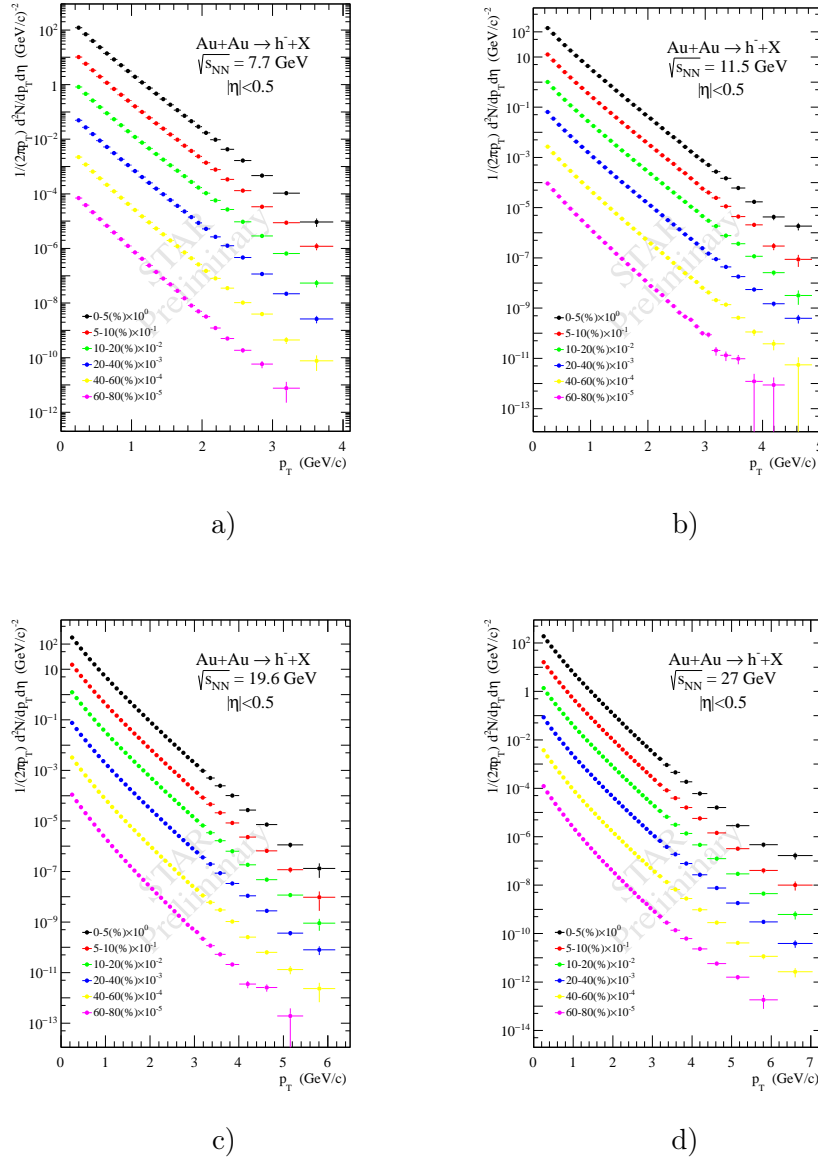 1/(2πp_T) d²N/dp_Tdη (GeV/c)⁻²
Au+Au → h⁻+X
√s_NN = 7.7 GeV
|η|<0.5
10²
1
10⁻²
10⁻⁴
10⁻⁶
10⁻⁸
10⁻¹⁰
10⁻¹²
STAR
Preliminary
0-5(%)×10⁰
5-10(%)×10⁻¹
10-20(%)×10⁻²
20-40(%)×10⁻³
40-60(%)×10⁻⁴
60-80(%)×10⁻⁵
0 1 2 3 4
p_T (GeV/c)
a)
1/(2πp_T) d²N/dp_Tdη (GeV/c)⁻²
Au+Au → h⁻+X
√s_NN = 11.5 GeV
|η|<0.5
10²
10
10⁻¹
10⁻³
10⁻⁵
10⁻⁷
10⁻⁹
10⁻¹¹
10⁻¹³
STAR
Preliminary
0-5(%)×10⁰
5-10(%)×10⁻¹
10-20(%)×10⁻²
20-40(%)×10⁻³
40-60(%)×10⁻⁴
60-80(%)×10⁻⁵
0 1 2 3 4 5
p_T (GeV/c)
b)
1/(2πp_T) d²N/dp_Tdη (GeV/c)⁻²
Au+Au → h⁻+X
√s_NN = 19.6 GeV
|η|<0.5
10²
10
10⁻¹
10⁻³
10⁻⁵
10⁻⁷
10⁻⁹
10⁻¹¹
10⁻¹³
STAR
Preliminary
0-5(%)×10⁰
5-10(%)×10⁻¹
10-20(%)×10⁻²
20-40(%)×10⁻³
40-60(%)×10⁻⁴
60-80(%)×10⁻⁵
0 1 2 3 4 5 6
p_T (GeV/c)
c)
1/(2πp_T) d²N/dp_Tdη (GeV/c)⁻²
Au+Au → h⁻+X
√s_NN = 27 GeV
|η|<0.5
10²
1
10⁻²
10⁻⁴
10⁻⁶
10⁻⁸
10⁻¹⁰
10⁻¹²
10⁻¹⁴
STAR
Preliminary
0-5(%)×10⁰
5-10(%)×10⁻¹
10-20(%)×10⁻²
20-40(%)×10⁻³
40-60(%)×10⁻⁴
60-80(%)×10⁻⁵
0 1 2 3 4 5 6 7
p_T (GeV/c)
d)